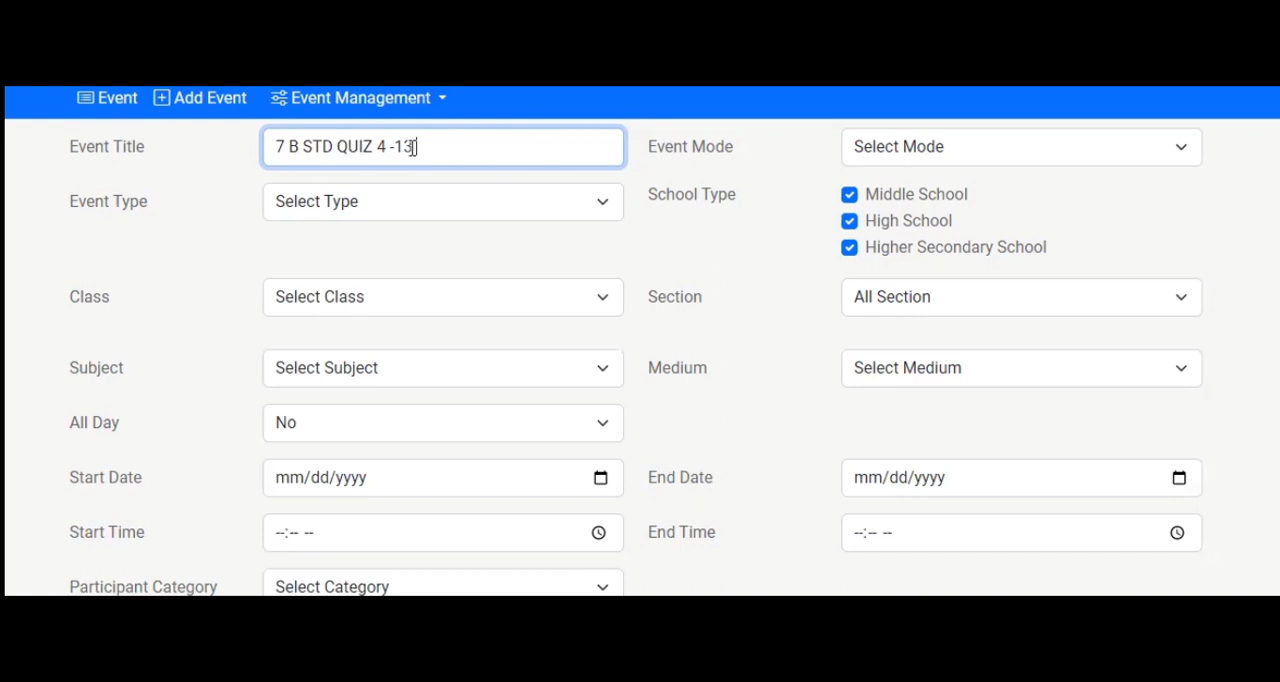 Event Add Event Event Management
Event Title 7 B STD QUIZ 4 -13 Event Mode Select Mode
Event Type Select Type School Type Middle School
High School
Higher Secondary School
Class Select Class Section All Section
Subject Select Subject Medium Select Medium
All Day No
Start Date mm/dd/yyyy End Date mm/dd/yyyy
Start Time --:-- -- End Time --:-- --
Participant Category Select Category